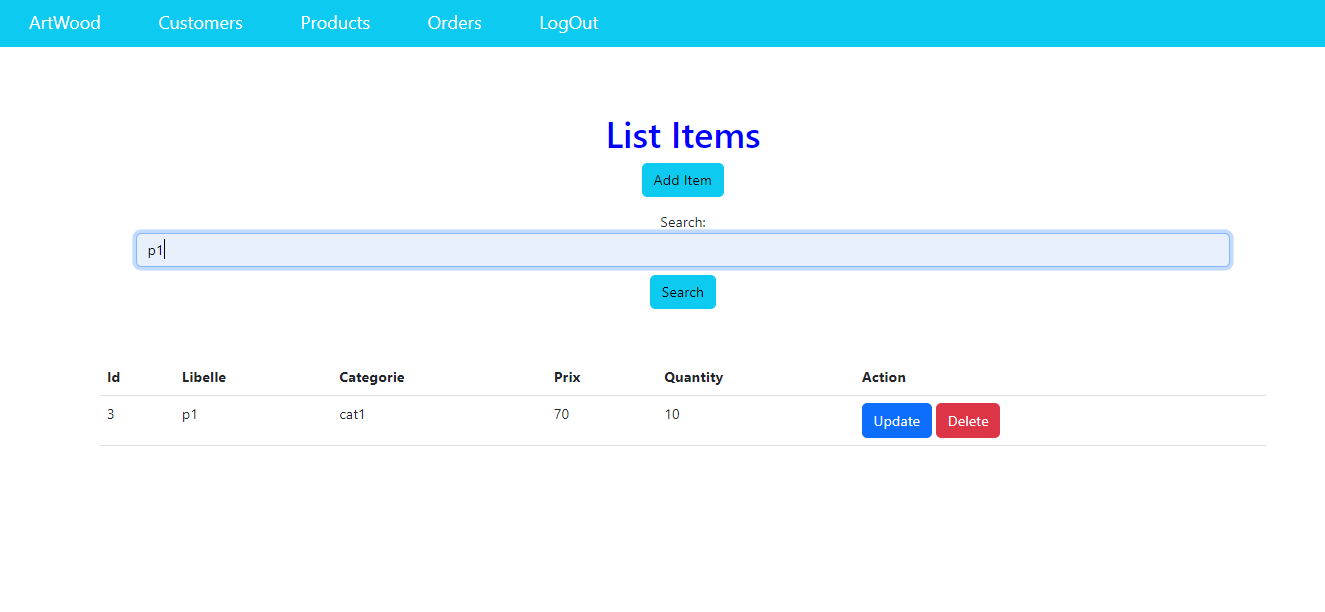 ArtWood Customers Products Orders LogOut
List Items
Add Item
Search:
p1
Search
Id Libelle Categorie Prix Quantity Action
3 p1 cat1 70 10 Update Delete